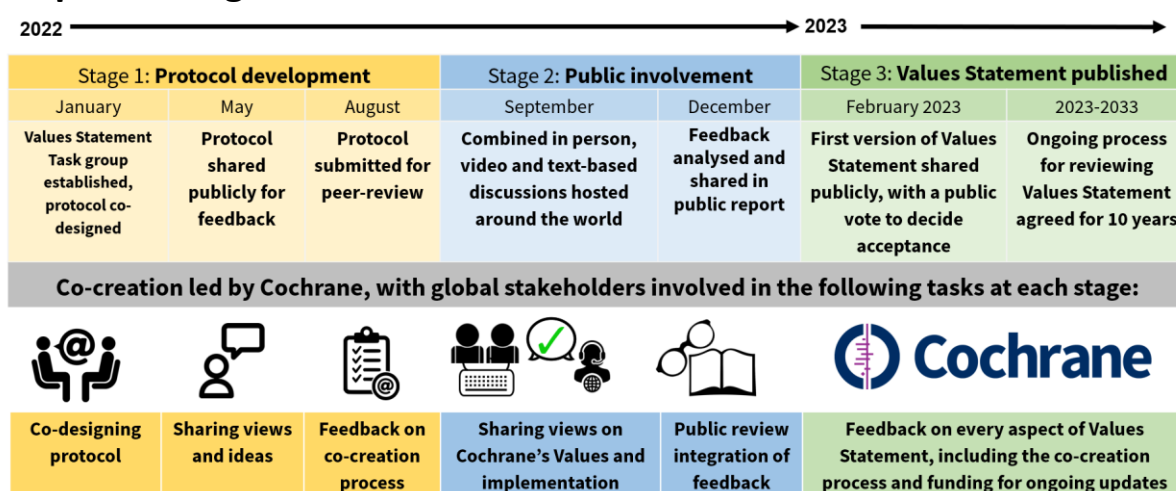 2022
2023
Stage 1: Protocol development
Stage 2: Public involvement
Stage 3: Values Statement published
January
May
August
September
December
February 2023
2023-2033
Values Statement
Task group
established,
protocol co-
designed
Protocol
shared
publicly for
feedback
Protocol
submitted for
peer-review
Combined in person,
video and text-based
discussions hosted
around the world
Feedback
analysed and
shared in
public report
First version of Values
Statement shared
publicly, with a public
vote to decide
acceptance
Ongoing process
for reviewing
Values Statement
agreed for 10 years
Co-creation led by Cochrane, with global stakeholders involved in the following tasks at each stage:
@
@
Cochrane
Co-designing
protocol
Sharing views
and ideas
Feedback on
co-creation
process
Sharing views on
Cochrane's Values and
implementation
Public review
integration of
feedback
Feedback on every aspect of Values
Statement, including the co-creation
process and funding for ongoing updates